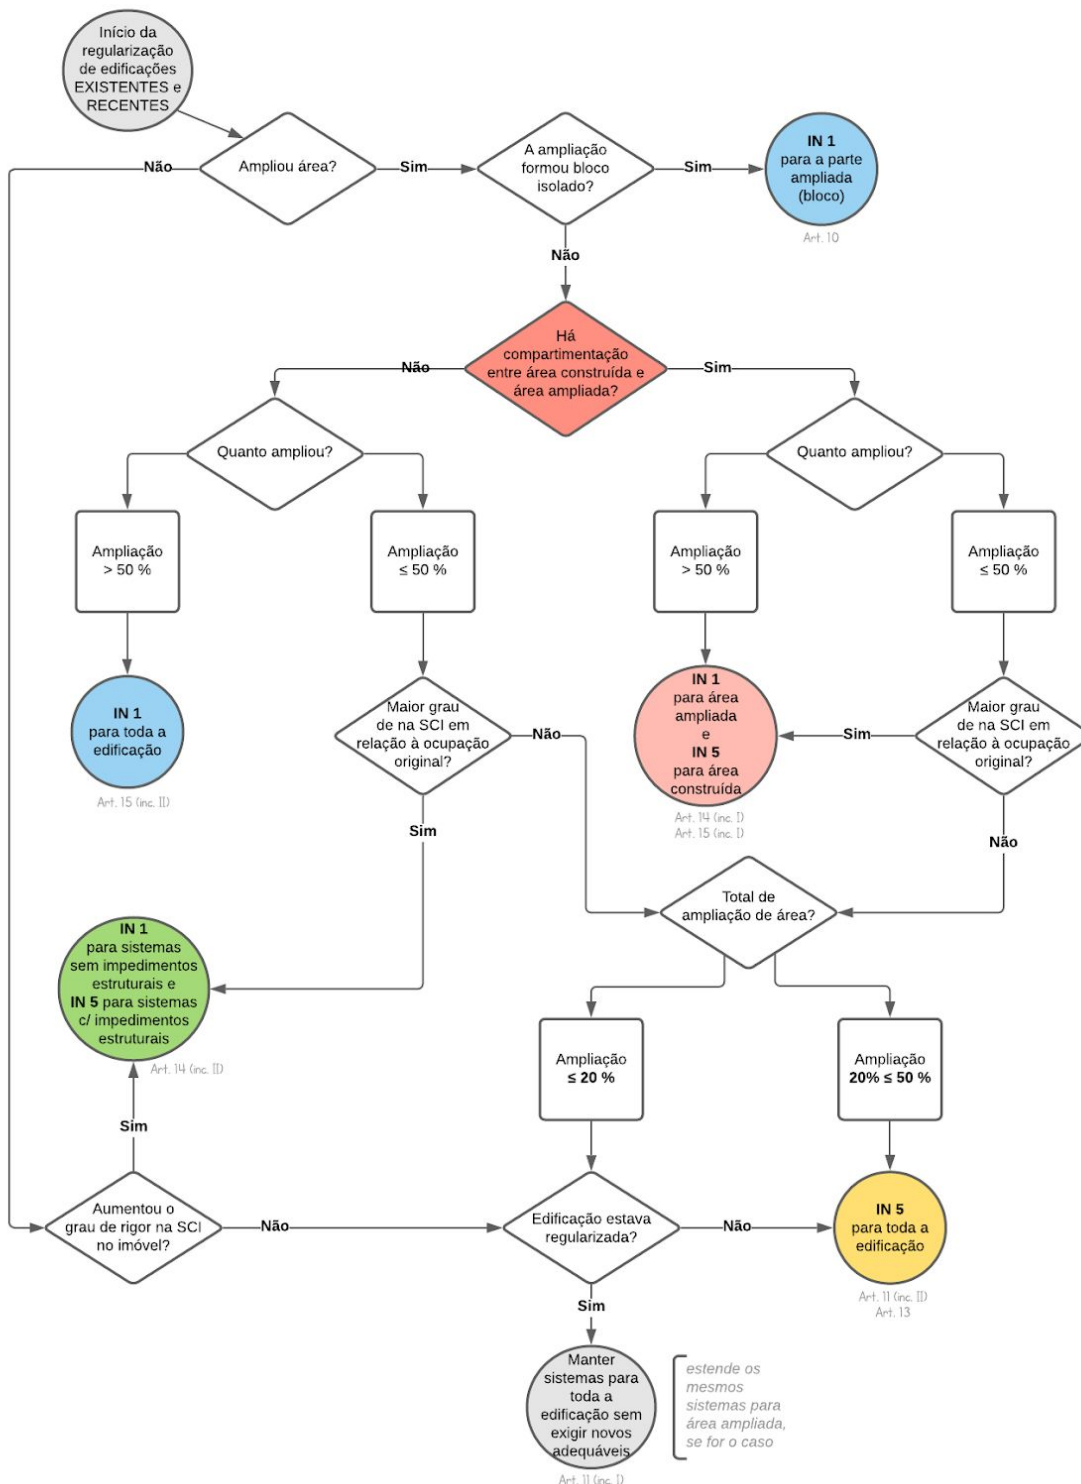 Início da
regularização
de edificações
EXISTENTES e
RECENTES
Não
Ampliou área?
Sim
A ampliação
formou bloco
isolado?
Sim
IN 1
para a parte
ampliada
(bloco)
Art. 10
Não
Há
compartimentação
entre área construída e
área ampliada?
Não
Sim
Quanto ampliou?
Quanto ampliou?
Ampliação
> 50 %
Ampliação
≤ 50 %
Ampliação
> 50 %
Ampliação
≤ 50 %
IN 1
para toda a
edificação
Art. 15 (inc. II)
Maior grau
de na SCI em
relação à ocupação
original?
Não
Sim
IN 1
para área
ampliada
e
IN 5
para área
construída
Art. 14 (inc. I)
Art. 15 (inc. I)
Sim
Maior grau
de na SCI em
relação à ocupação
original?
Não
Total de
ampliação de área?
IN 1
para sistemas
sem impedimentos
estruturais e
IN 5 para sistemas
c/ impedimentos
estruturais
Art. 14 (inc. II)
Ampliação
≤ 20 %
Ampliação
20% ≤ 50 %
Sim
Aumentou o
grau de rigor na SCI
no imóvel?
Não
Edificação estava
regularizada?
Não
IN 5
para toda a
edificação
Art. 11 (inc. II)
Art. 13
Sim
Manter
sistemas para
toda a
edificação sem
exigir novos
adequáveis
Art. 11 (inc. I)
estende os
mesmos
sistemas para
área ampliada,
se for o caso